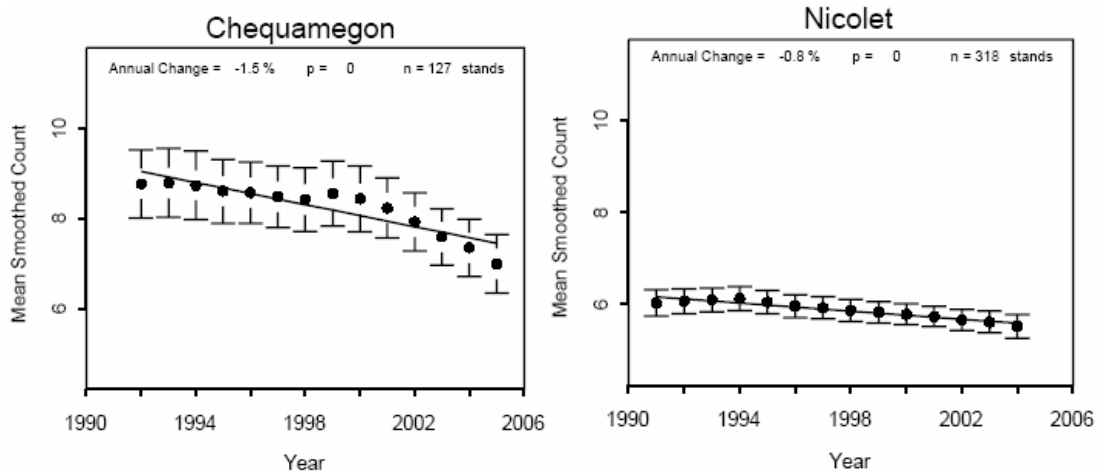 Chequamegon
Annual Change = -1.5 % p = 0 n = 127 stands
Mean Smoothed Count
10
8
6
1990 1994 1998 2002 2006
Year
Nicolet
Annual Change = -0.8 % p = 0 n = 318 stands
Mean Smoothed Count
10
8
6
1990 1994 1998 2002 2006
Year